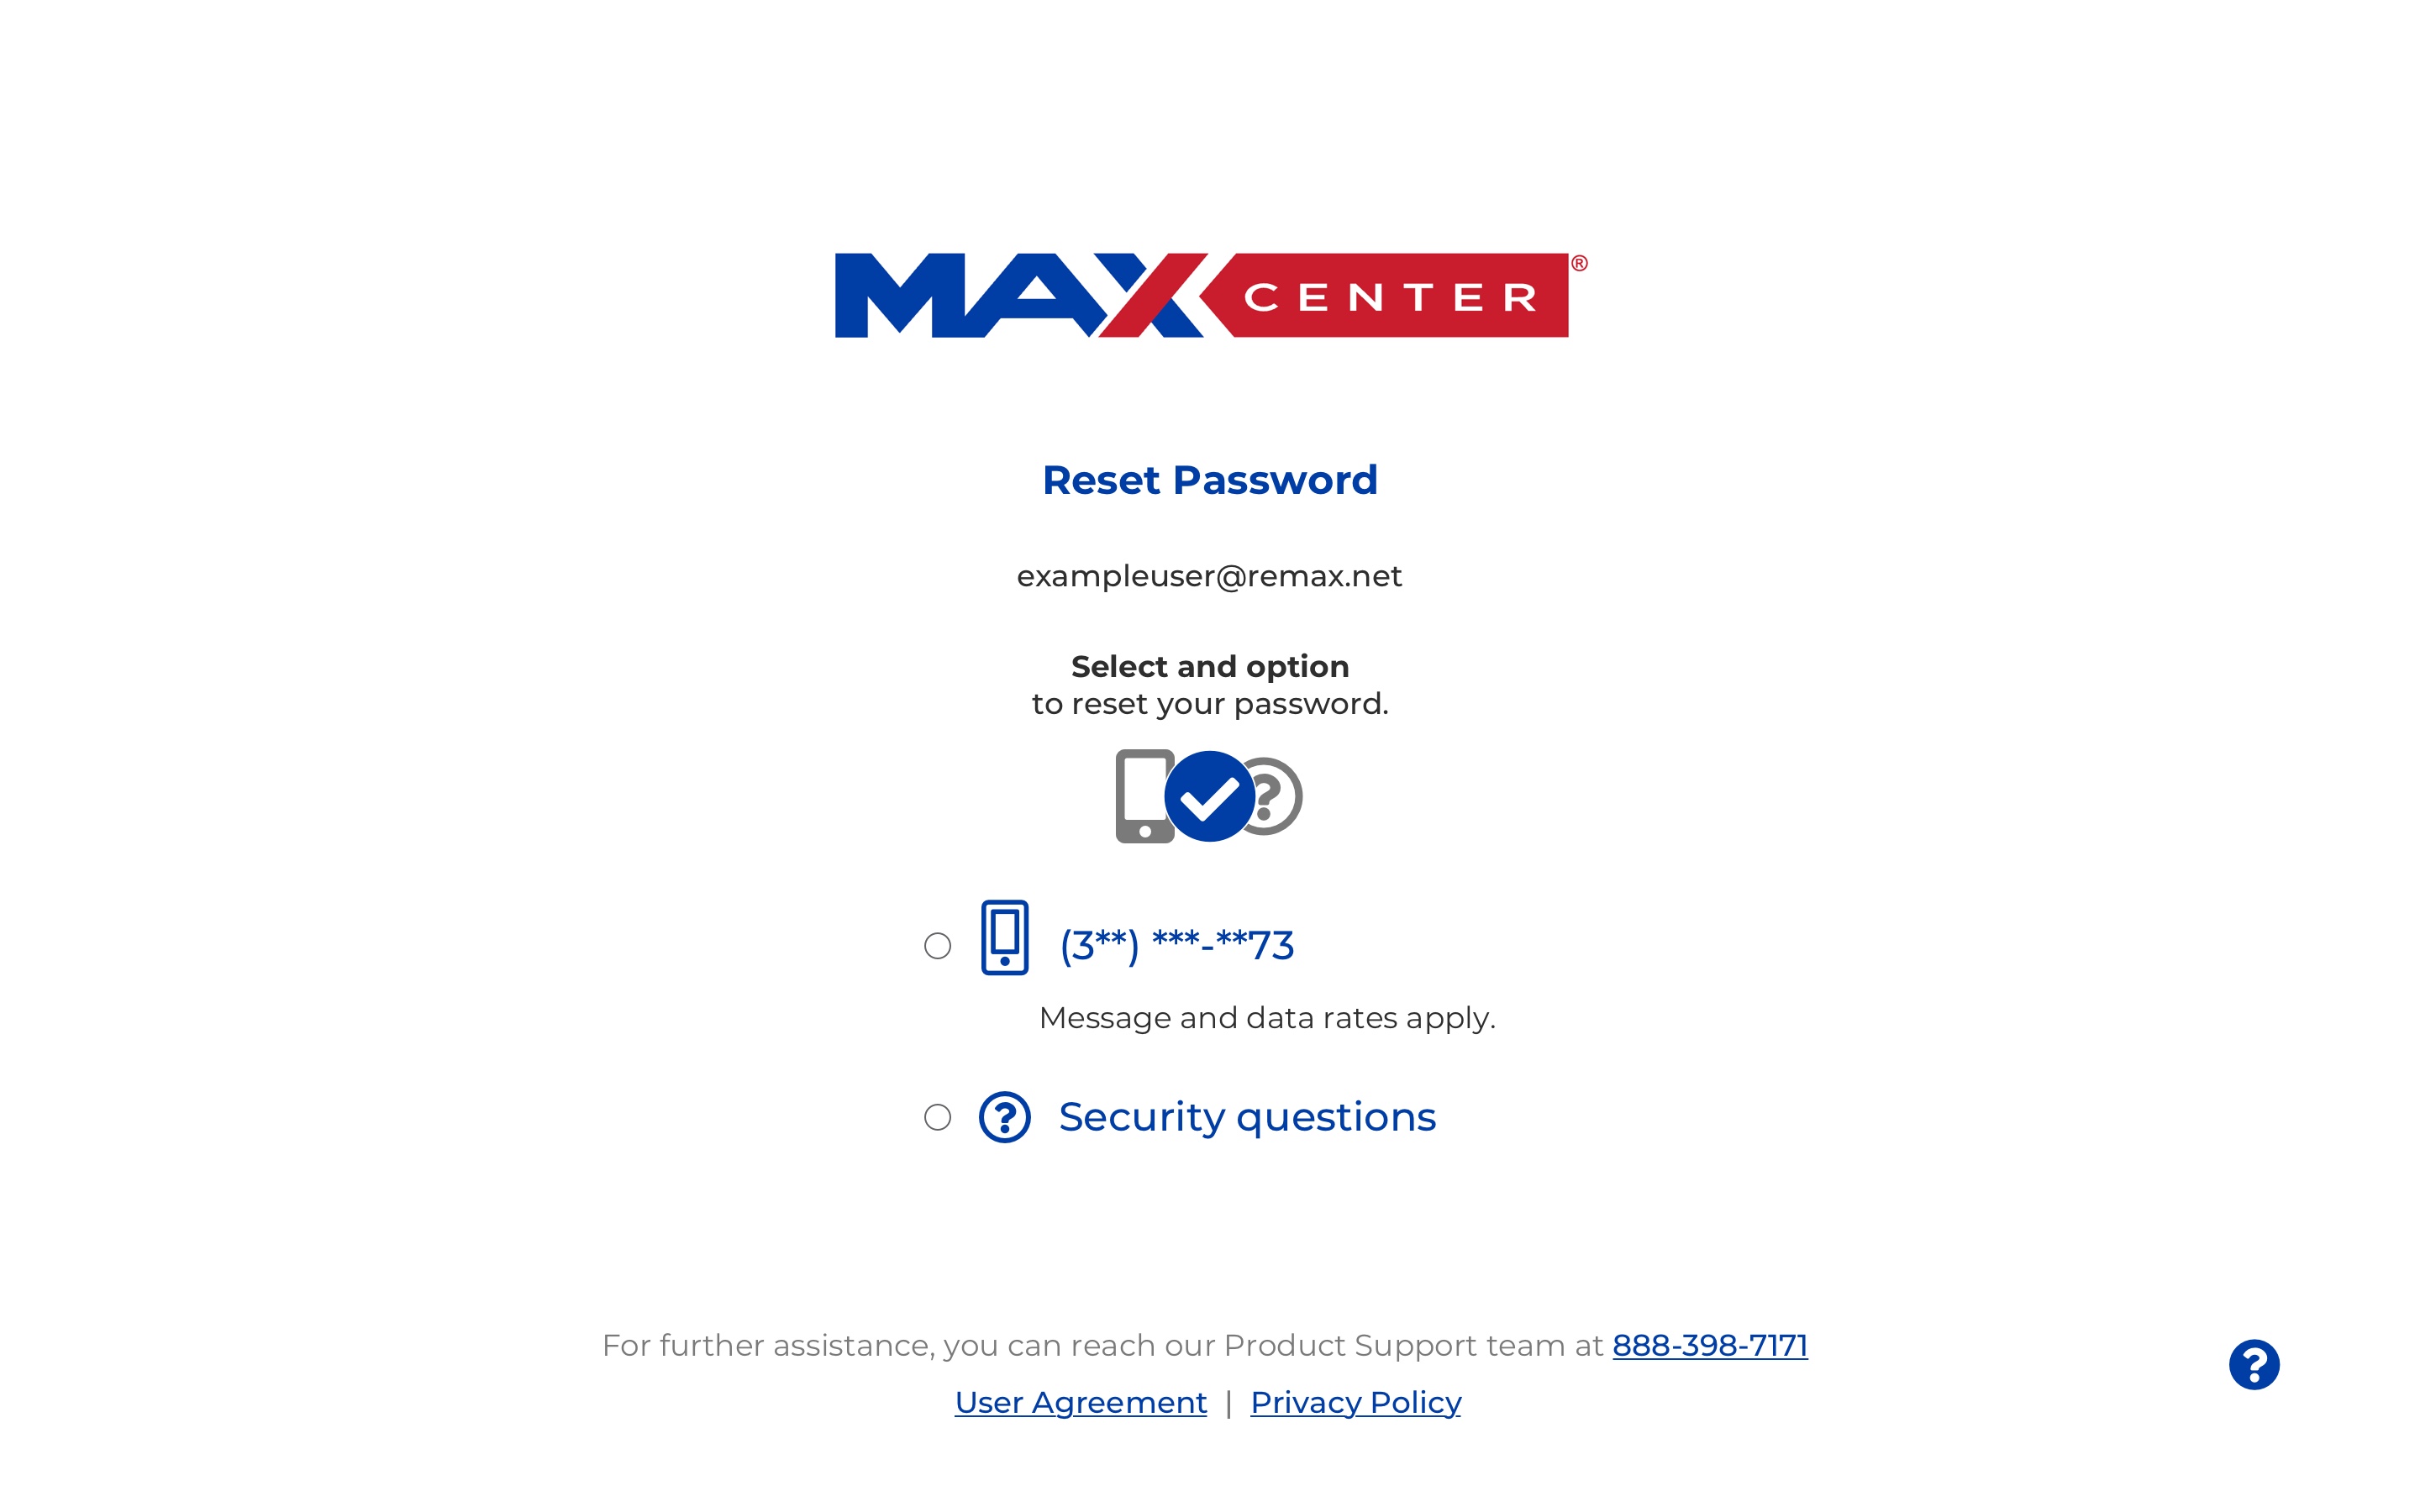 MAX CENTER®
Reset Password
exampleuser@remax.net
Select and option
to reset your password.
(3**) ***-**73
Message and data rates apply.
Security questions
For further assistance, you can reach our Product Support team at 888-398-7171
User Agreement | Privacy Policy